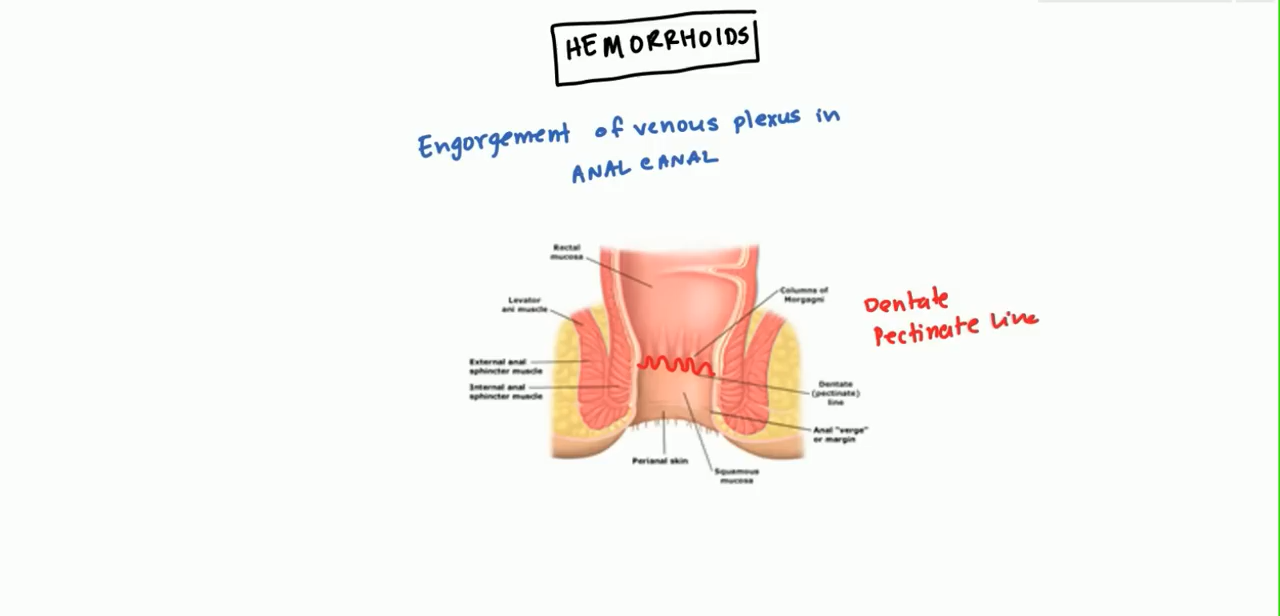 HEMORRHOIDS
Engorgement of venous plexus in
ANAL CANAL
Rectal
mucosa
Levator
ani muscle
External anal
sphincter muscle
Internal anal
sphincter muscle
Columns of
Morgagni
Dentate
Pectinate Line
Dentate
(pectinate)
line
Anal "verge"
or margin
Perianal skin
Squamous
mucosa